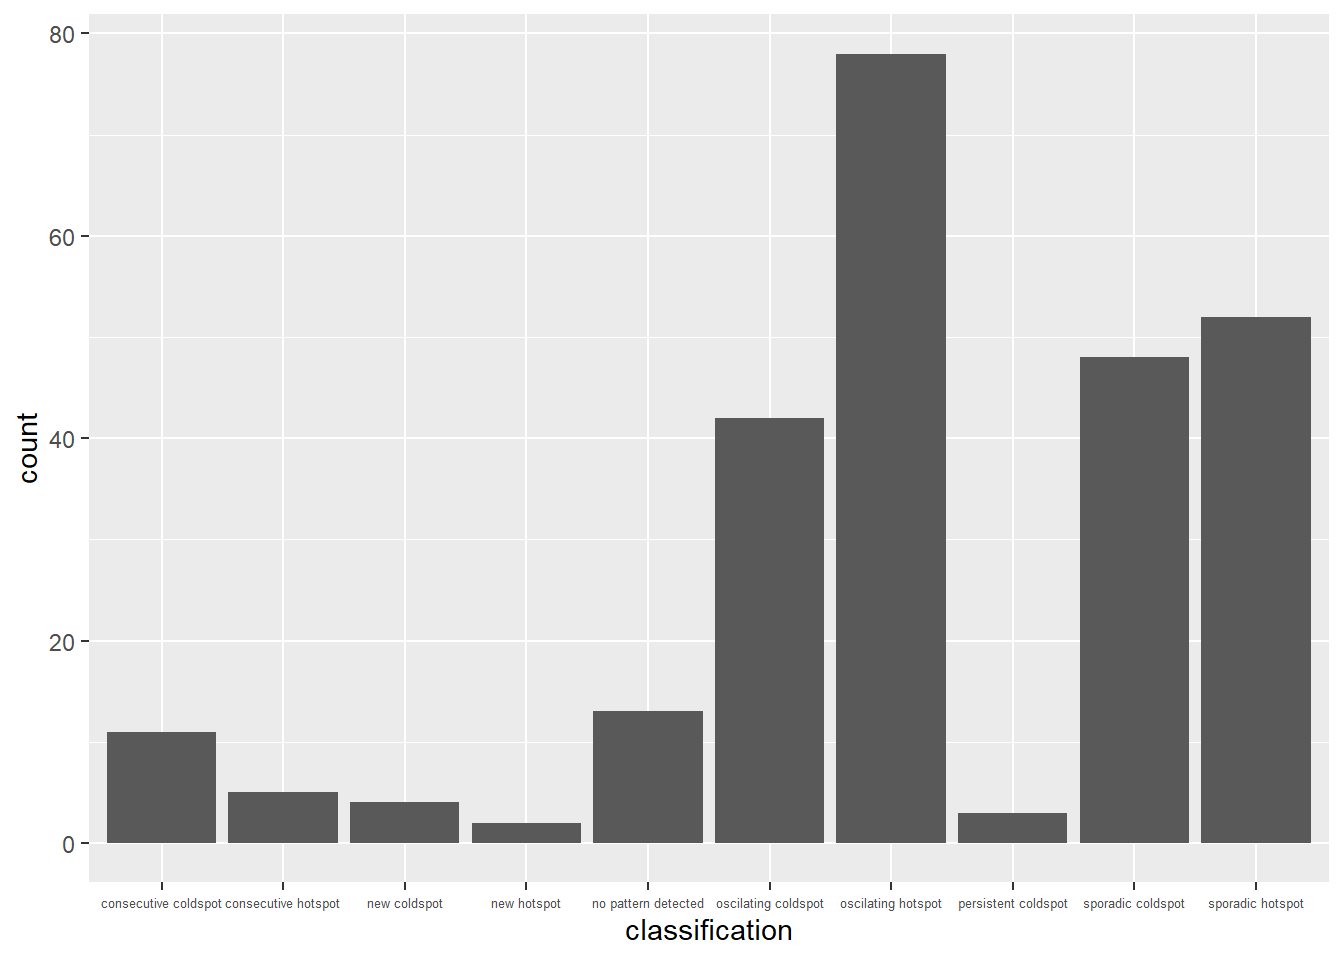 80
60
40
20
0
count
consecutive coldspot consecutive hotspot new coldspot new hotspot no pattern detected oscilating coldspot oscilating hotspot persistent coldspot sporadic coldspot sporadic hotspot
classification